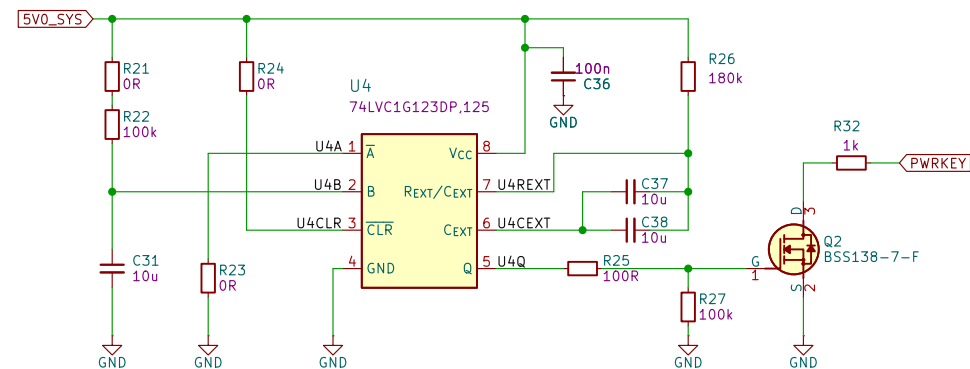 5V0_SYS
R21
0R
R22
100k
R24
0R
100n
C36
GND
R26
180k
U4
74LVC1G123DP,125
R32
1k
PWRKEY
U4A 1 A VCC 8
U4B 2 B REXT/CEXT 7 U4REXT
U4CLR 3 CLR CEXT 6 U4CEXT
4 GND Q 5 U4Q
C37
10u
C38
10u
C31
10u
R23
0R
R25
100R
R27
100k
D
3
G
1
S
2
Q2
BSS138-7-F
GND
GND
GND
GND
GND